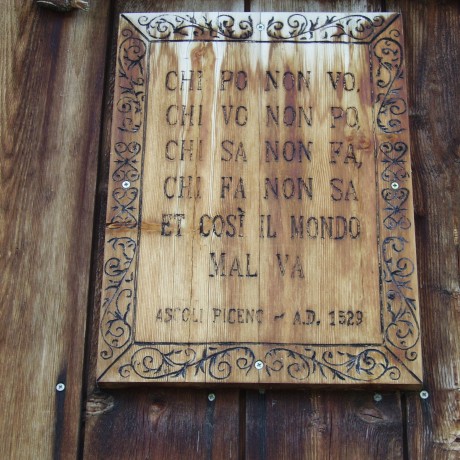 CHI PO NON VO,
CHI VO NON PO,
CHI SA NON FA,
CHI FA NON SA
ET COSÌ IL MONDO
MAL VA
ASCOLI PICENO - A.D. 1529